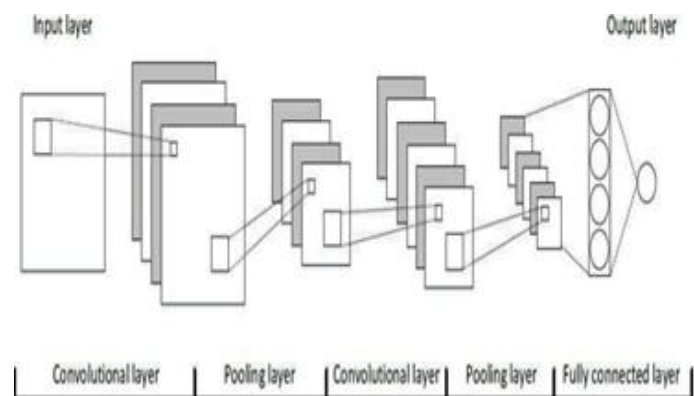 Input layer
Output layer
Convolutional layer
Pooling layer
Convolutional layer
Pooling layer
Fully connected layer